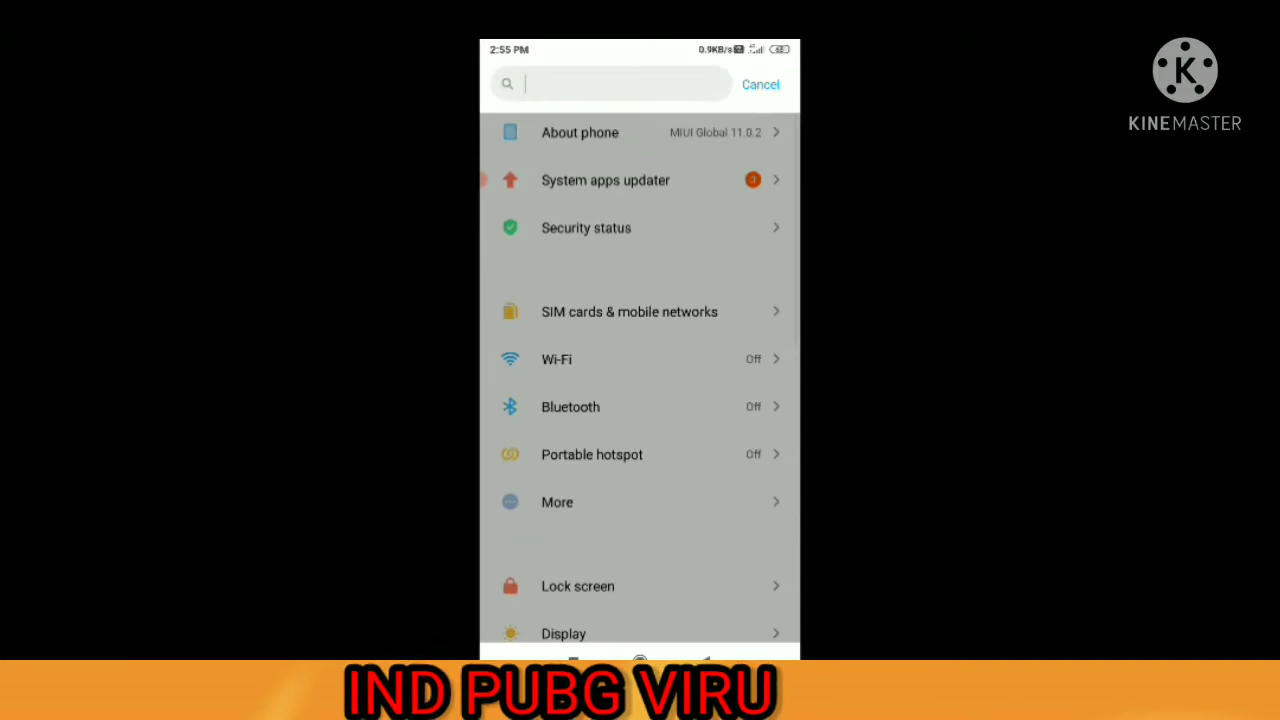 2:55 PM 0.9KB/s
Cancel
K
KINEMASTER
About phone MIUI Global 11.0.2
System apps updater 3
Security status
SIM cards & mobile networks
Wi-Fi Off
Bluetooth Off
Portable hotspot Off
More
Lock screen
Display
IND PUBG VIRU